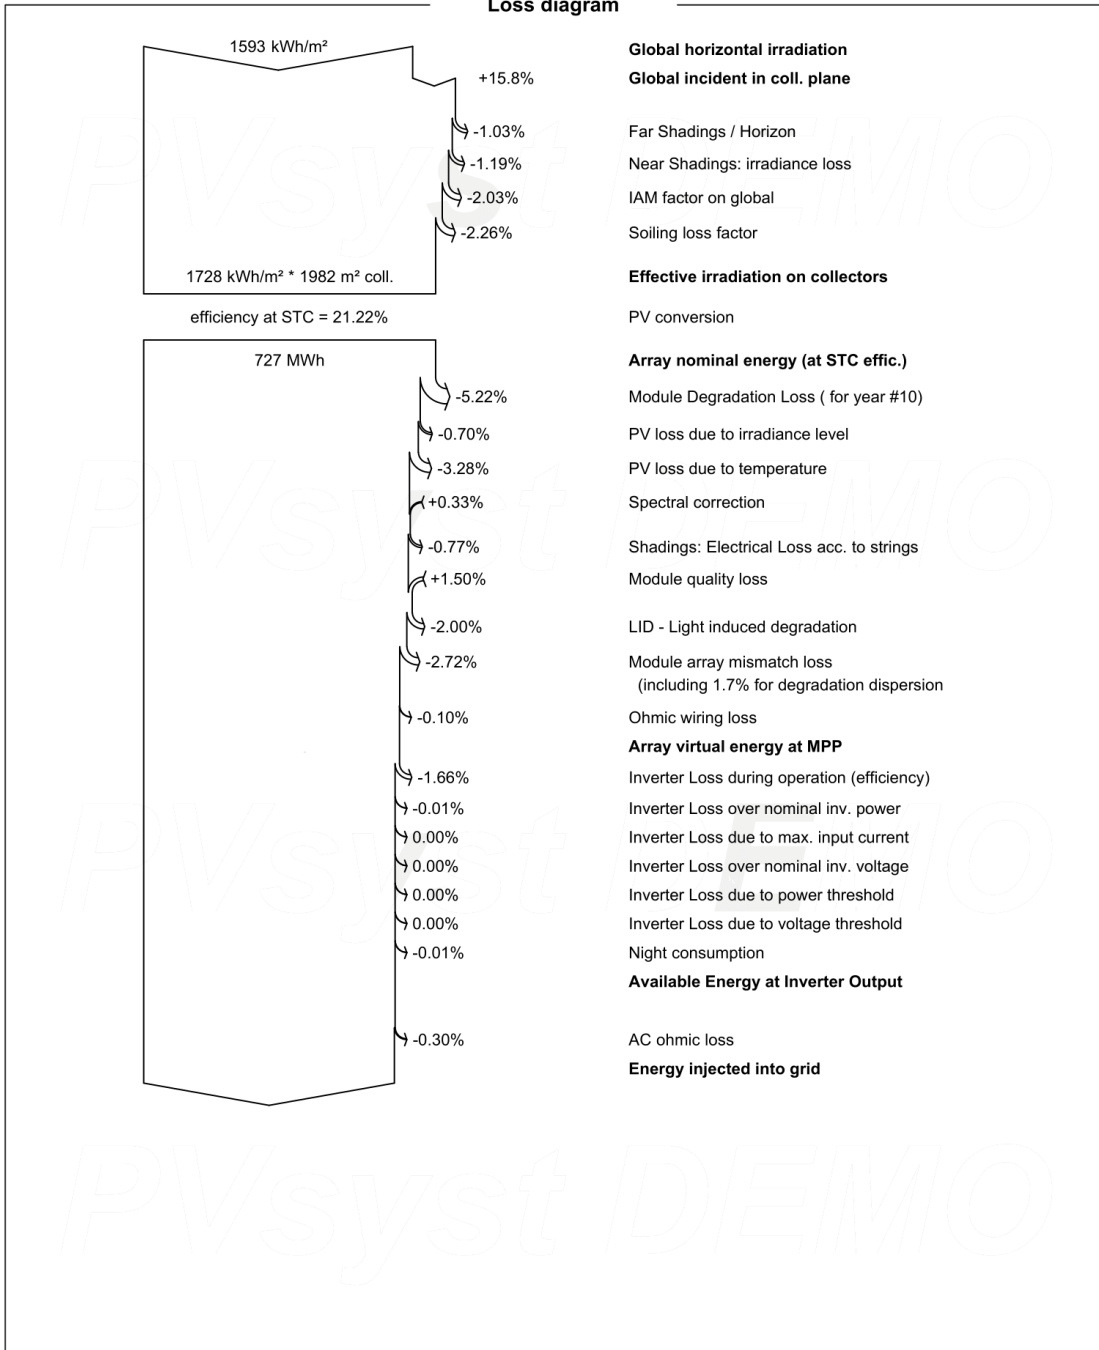 Loss diagram
1593 kWh/m² Global horizontal irradiation
+15.8% Global incident in coll. plane
-1.03% Far Shadings / Horizon
-1.19% Near Shadings: irradiance loss
-2.03% IAM factor on global
-2.26% Soiling loss factor
1728 kWh/m² * 1982 m² coll. Effective irradiation on collectors
efficiency at STC = 21.22% PV conversion
727 MWh Array nominal energy (at STC effic.)
-5.22% Module Degradation Loss ( for year #10)
-0.70% PV loss due to irradiance level
-3.28% PV loss due to temperature
+0.33% Spectral correction
-0.77% Shadings: Electrical Loss acc. to strings
+1.50% Module quality loss
-2.00% LID - Light induced degradation
-2.72% Module array mismatch loss
(including 1.7% for degradation dispersion
-0.10% Ohmic wiring loss
Array virtual energy at MPP
-1.66% Inverter Loss during operation (efficiency)
-0.01% Inverter Loss over nominal inv. power
0.00% Inverter Loss due to max. input current
0.00% Inverter Loss over nominal inv. voltage
0.00% Inverter Loss due to power threshold
0.00% Inverter Loss due to voltage threshold
-0.01% Night consumption
Available Energy at Inverter Output
-0.30% AC ohmic loss
Energy injected into grid
PVsyst DEMO
PVsyst DEMO
PVsyst DEMO
PVsyst DEMO